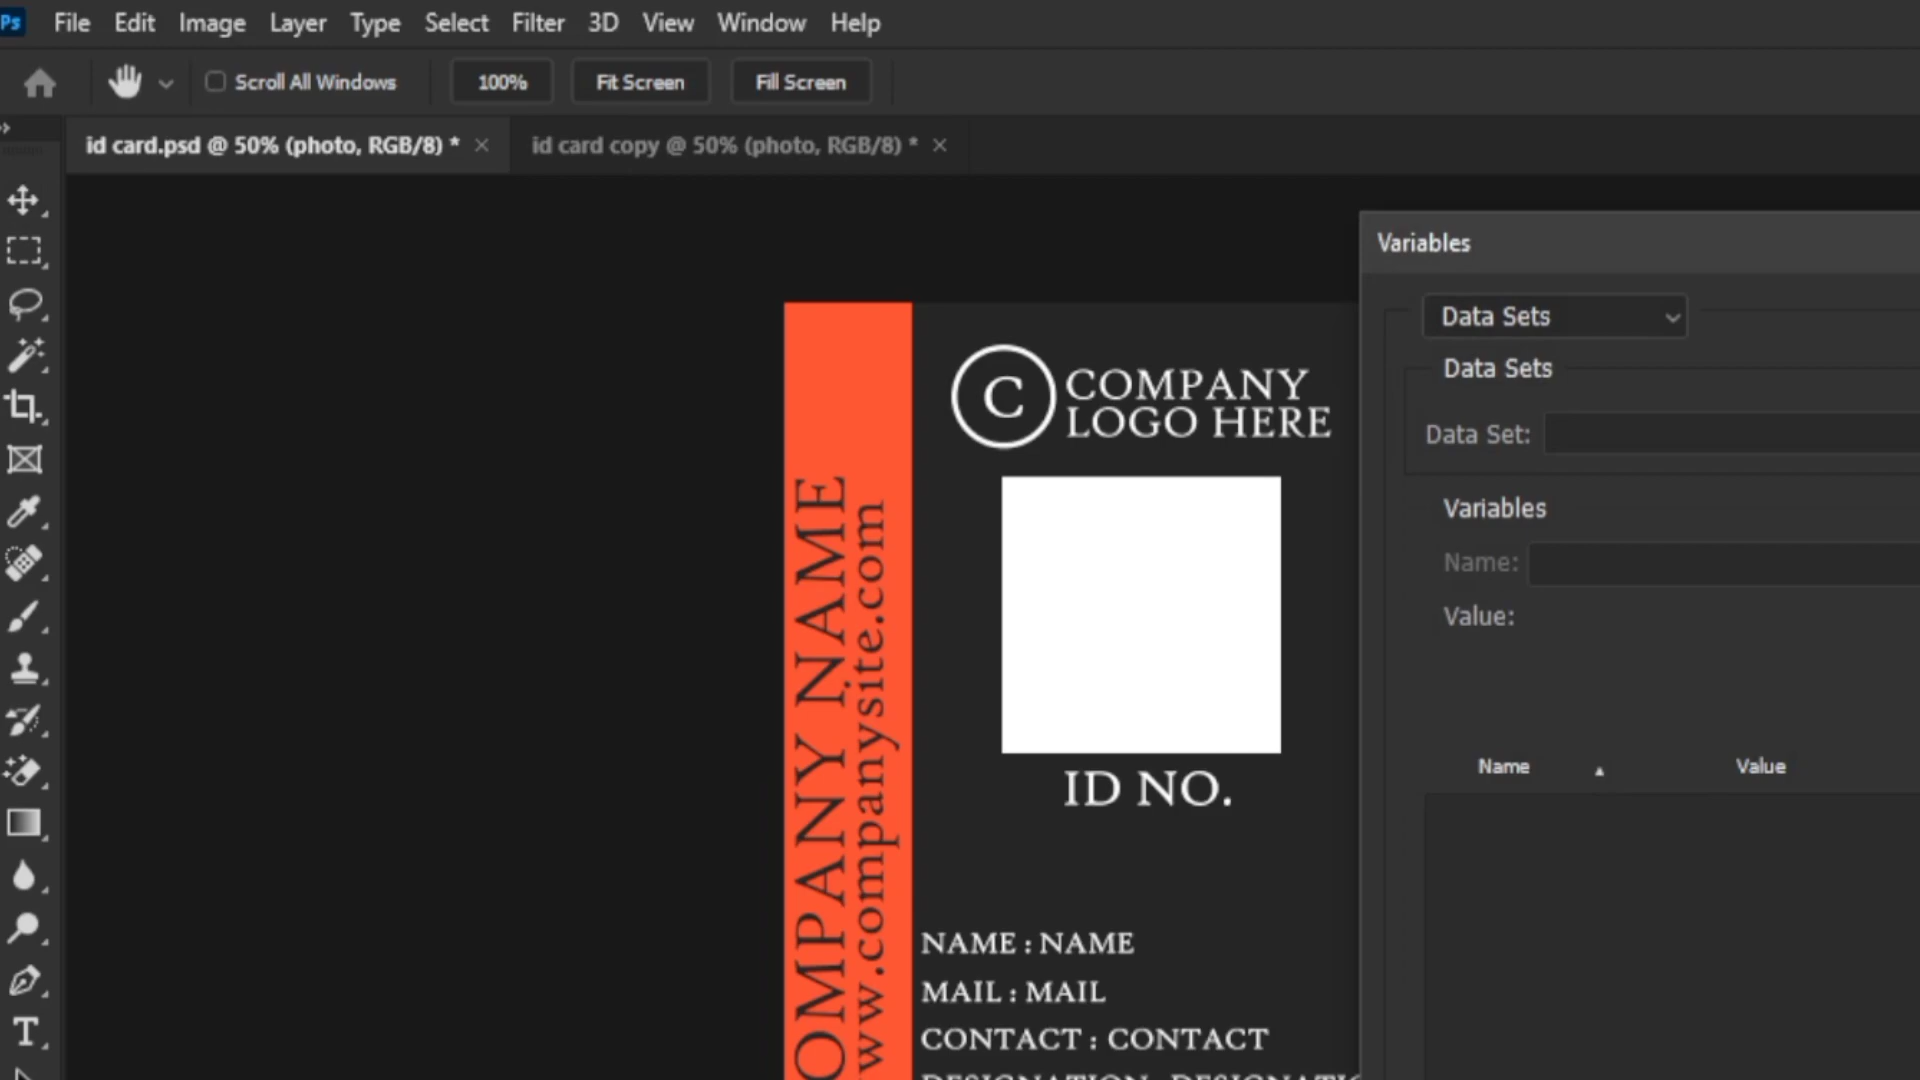 Ps File Edit Image Layer Type Select Filter 3D View Window Help
Scroll All Windows 100% Fit Screen Fill Screen
id card.psd @ 50% (photo, RGB/8) * × id card copy @ 50% (photo, RGB/8) * ×
Variables
Data Sets
Data Sets
Data Set:
Variables
Name:
Value:
Name Value
C
COMPANY
LOGO HERE
OMPANY NAME
ww.companysite.com
ID NO.
NAME : NAME
MAIL : MAIL
CONTACT : CONTACT